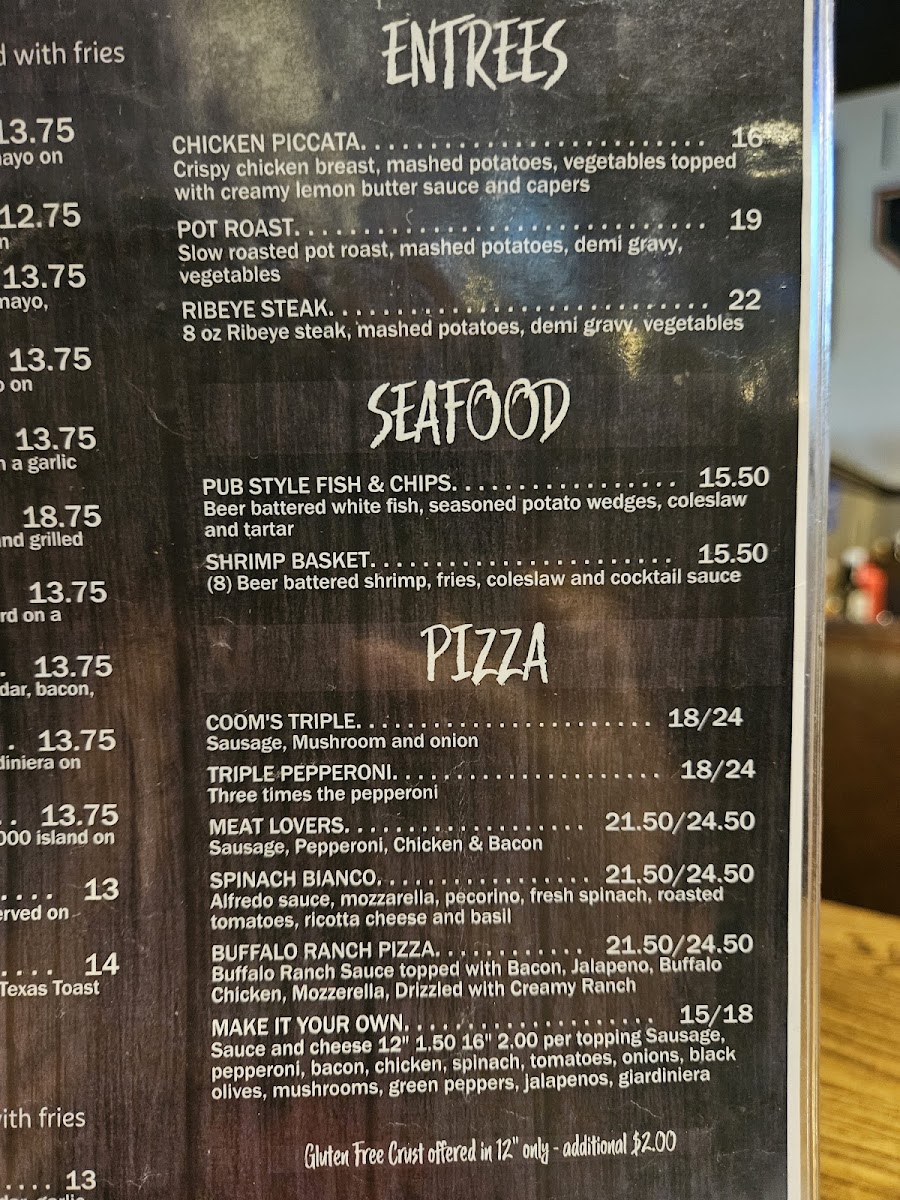 d with fries
13.75
ayo on
12.75
n
13.75
mayo,
13.75
o on
13.75
n a garlic
18.75
nd grilled
13.75
rd on a
. 13.75
dar, bacon,
. . 13.75
diniera on
. . 13.75
000 island on
. . . . 13
erved on
. . . . 14
Texas Toast
ith fries
. . . . 13
ENTREES
CHICKEN PICCATA. . . . . . . . . . . . . . . . . . . . . . . . . . 16
Crispy chicken breast, mashed potatoes, vegetables topped
with creamy lemon butter sauce and capers
POT ROAST. . . . . . . . . . . . . . . . . . . . . . . . . . . . . . . 19
Slow roasted pot roast, mashed potatoes, demi gravy,
vegetables
RIBEYE STEAK. . . . . . . . . . . . . . . . . . . . . . . . . . . . 22
8 oz Ribeye steak, mashed potatoes, demi gravy, vegetables
SEAFOOD
PUB STYLE FISH & CHIPS. . . . . . . . . . . . . . . . . 15.50
Beer battered white fish, seasoned potato wedges, coleslaw
and tartar
SHRIMP BASKET. . . . . . . . . . . . . . . . . . . . . . . 15.50
(8) Beer battered shrimp, fries, coleslaw and cocktail sauce
PIZZA
COOM'S TRIPLE. . . . . . . . . . . . . . . . . . . . . . . 18/24
Sausage, Mushroom and onion
TRIPLE PEPPERONI. . . . . . . . . . . . . . . . . . . . . 18/24
Three times the pepperoni
MEAT LOVERS. . . . . . . . . . . . . . . . . . 21.50/24.50
Sausage, Pepperoni, Chicken & Bacon
SPINACH BIANCO. . . . . . . . . . . . . . . . 21.50/24.50
Alfredo sauce, mozzarella, pecorino, fresh spinach, roasted
tomatoes, ricotta cheese and basil
BUFFALO RANCH PIZZA. . . . . . . . . . . 21.50/24.50
Buffalo Ranch Sauce topped with Bacon, Jalapeno, Buffalo
Chicken, Mozzerella, Drizzled with Creamy Ranch
MAKE IT YOUR OWN. . . . . . . . . . . . . . . . . . . . 15/18
Sauce and cheese 12" 1.50 16" 2.00 per topping Sausage,
pepperoni, bacon, chicken, spinach, tomatoes, onions, black
olives, mushrooms, green peppers, jalapenos, giardiniera
Gluten Free Crust offered in 12" only - additional $2.00